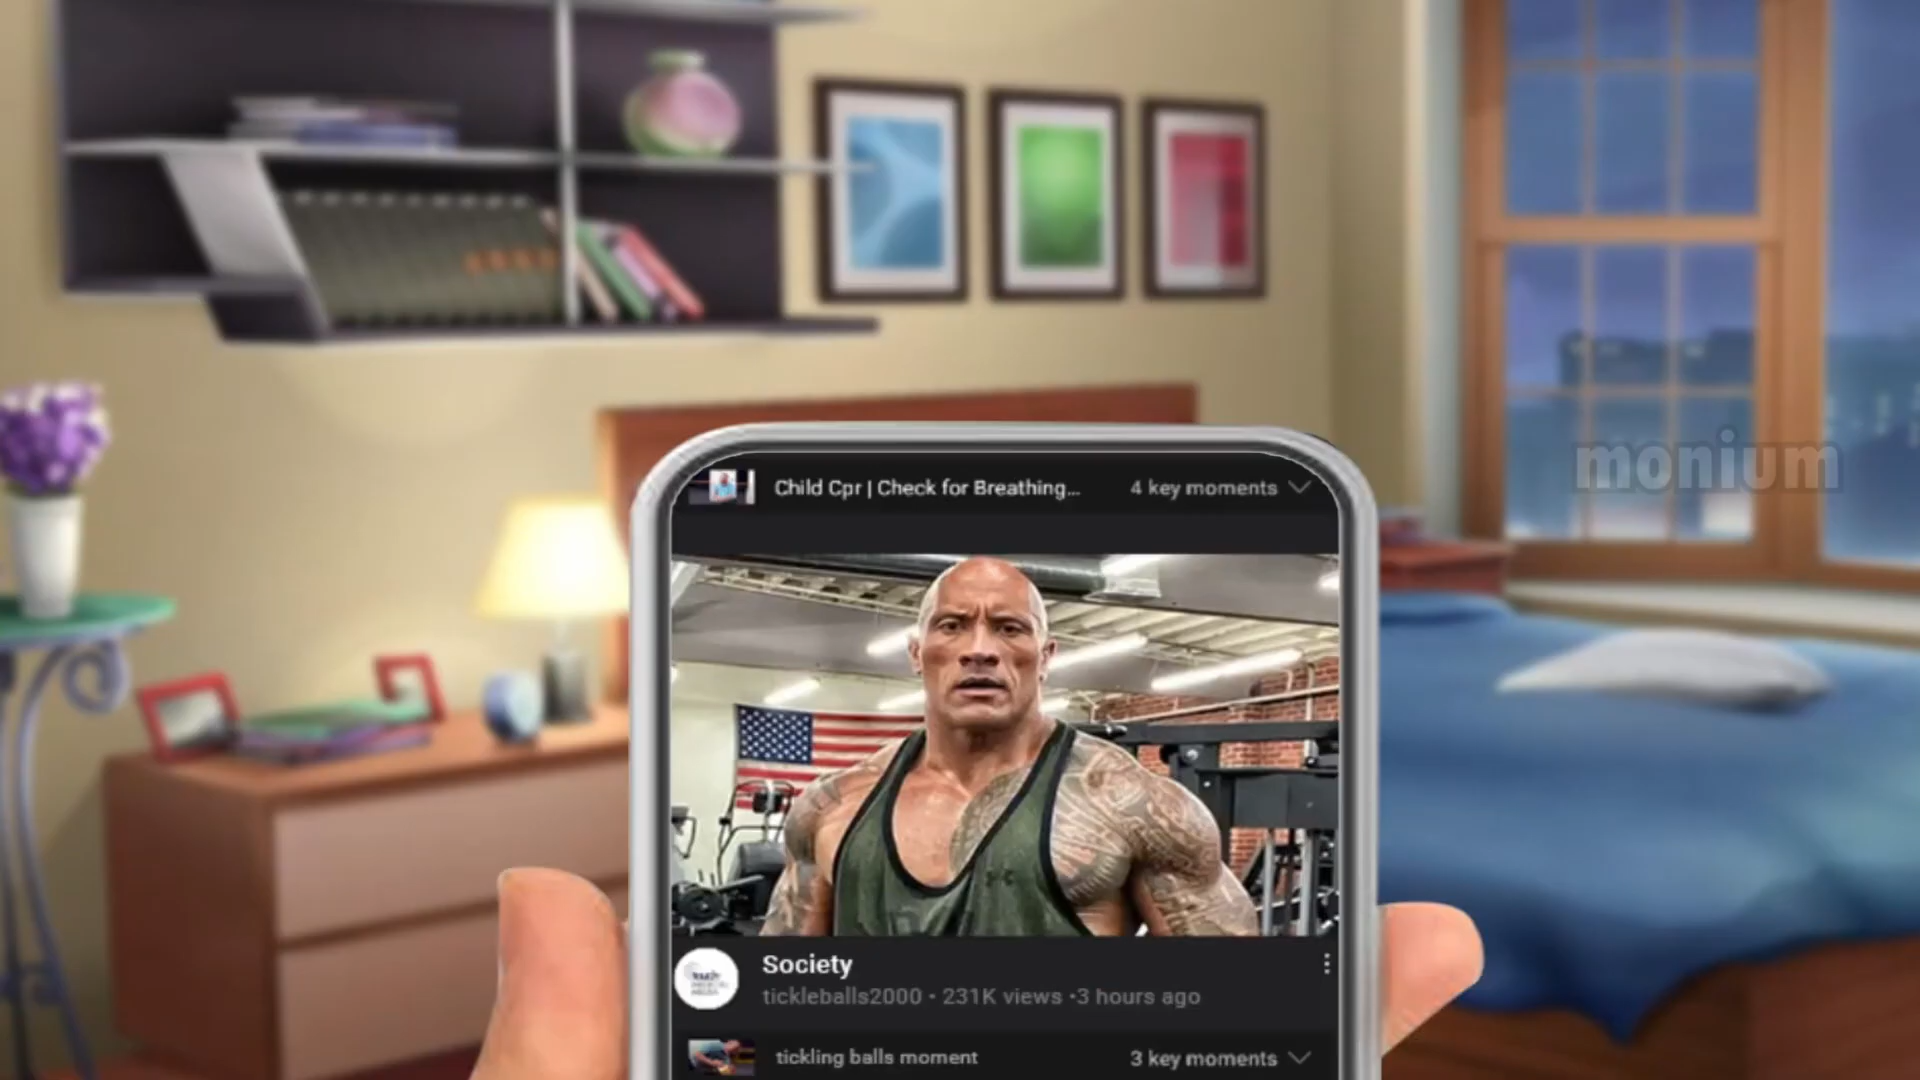 Child Cpr | Check for Breathing...
4 key moments
monium
Society
tickleballs2000 • 231K views •3 hours ago
tickling balls moment
3 key moments